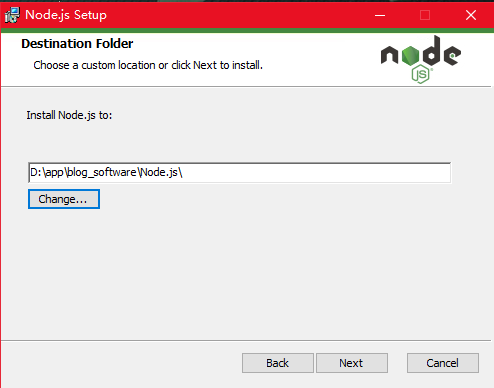 Node.js Setup
Destination Folder
Choose a custom location or click Next to install.
node
JS
Install Node.js to:
D:\app\blog_software\Node.js\
Change...
Back
Next
Cancel